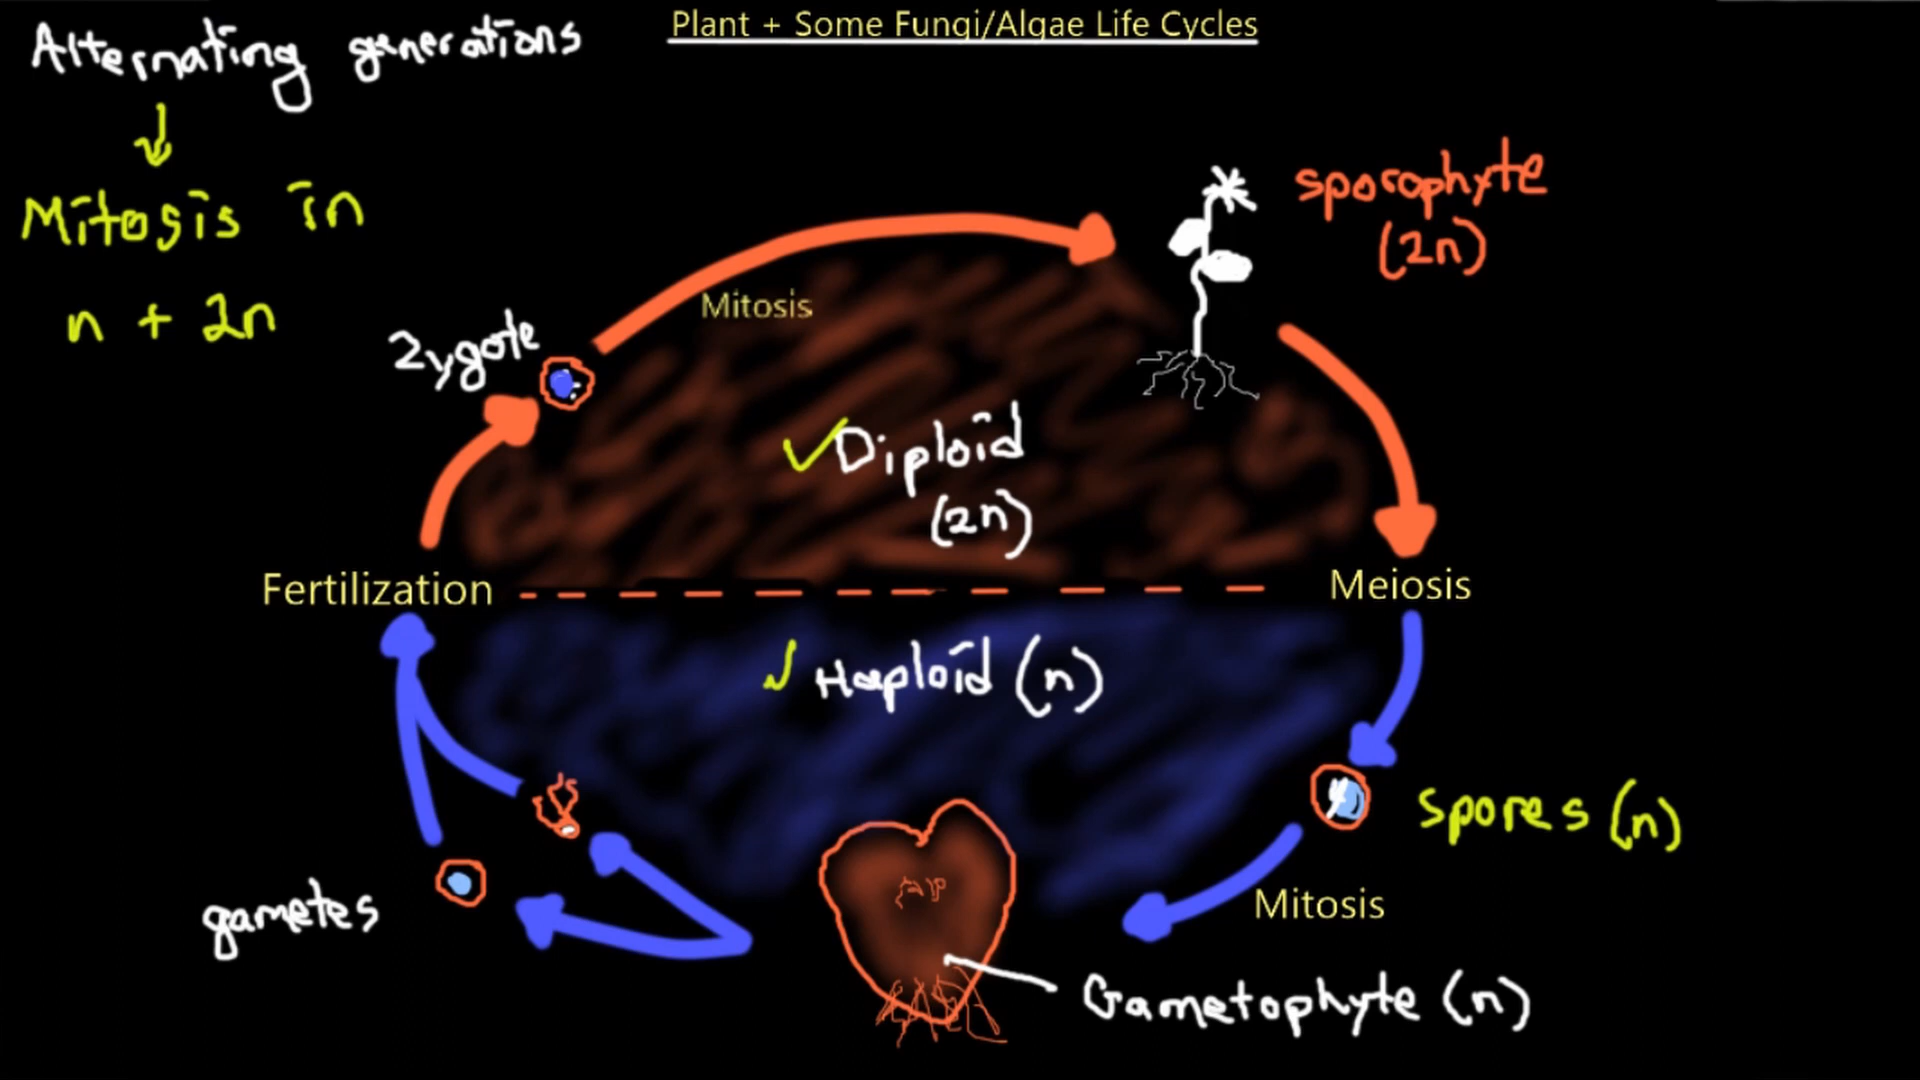 Plant + Some Fungi/Algae Life Cycles
Alternating generations
Mitosis in
n + 2n
sporophyte
(2n)
Mitosis
Zygote
Diploid
(2n)
Fertilization
Meiosis
Haploid (n)
Spores (n)
Mitosis
gametes
Gametophyte (n)